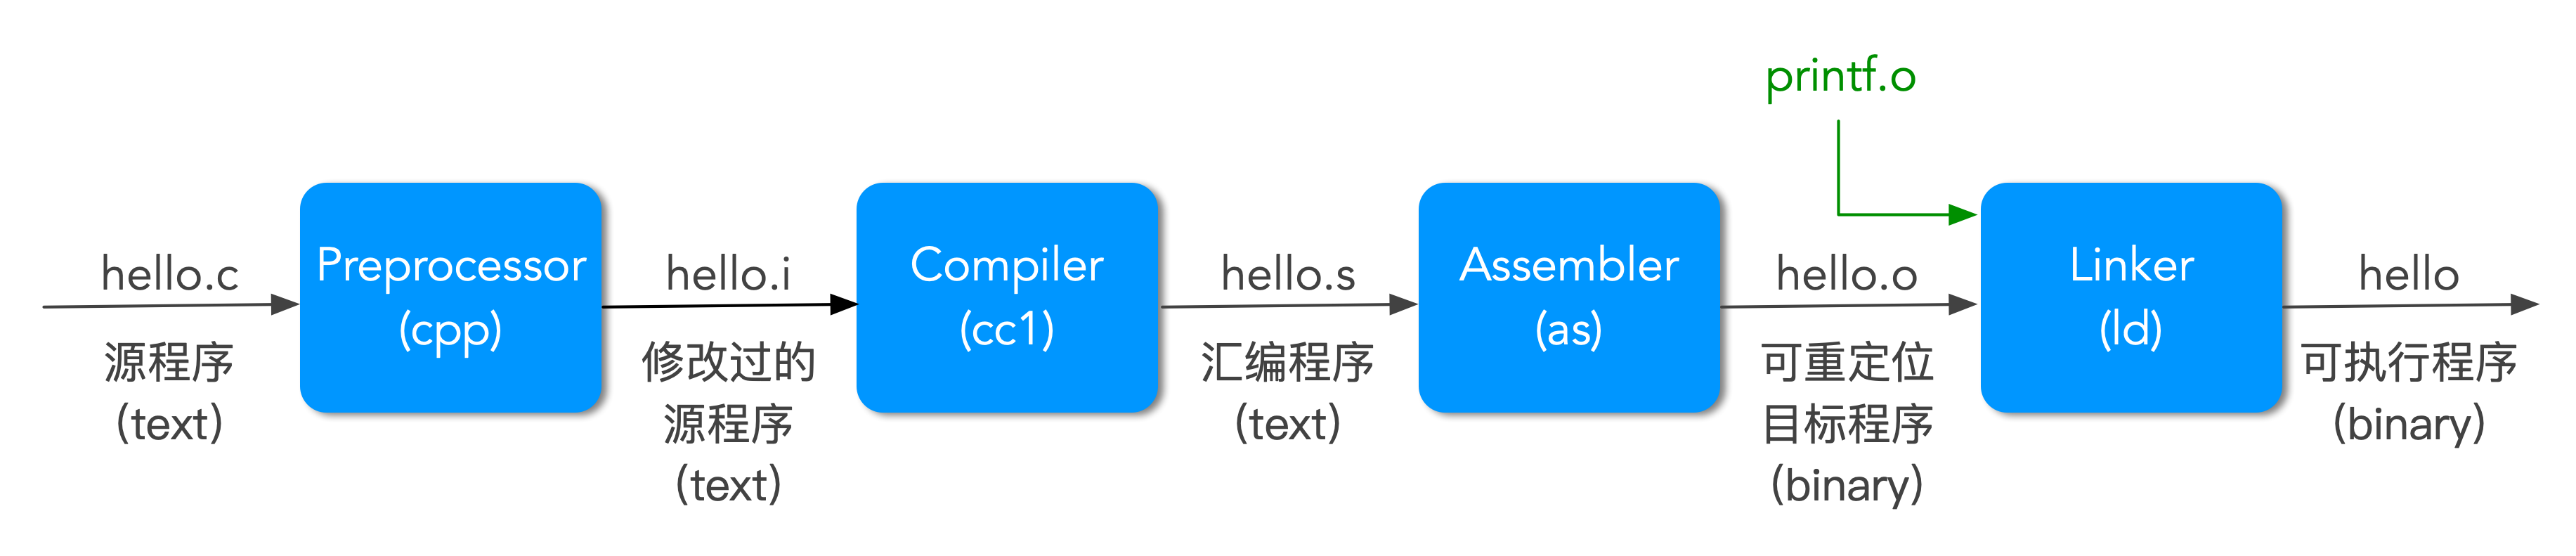 printf.o
hello.c
源程序
(text)
Preprocessor
(cpp)
hello.i
修改过的
源程序
(text)
Compiler
(cc1)
hello.s
汇编程序
(text)
Assembler
(as)
hello.o
可重定位
目标程序
(binary)
Linker
(ld)
hello
可执行程序
(binary)